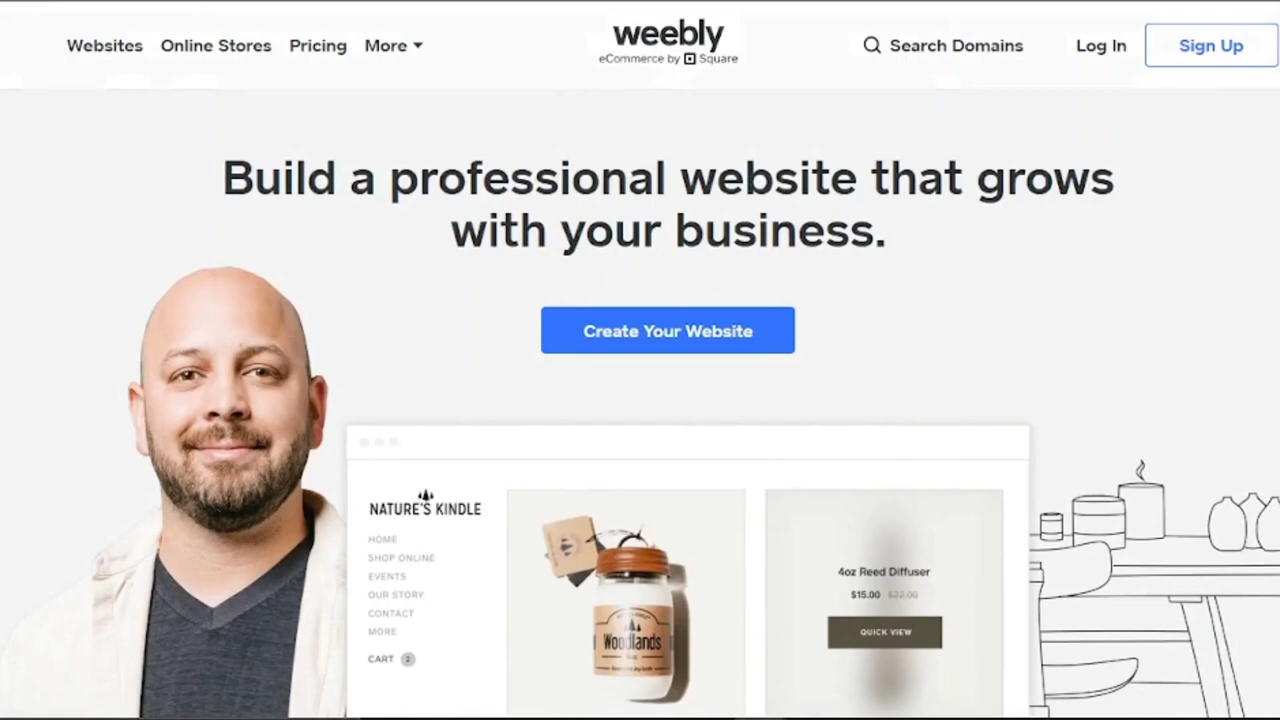 Websites Online Stores Pricing More
weebly
eCommerce by Square
Search Domains
Log In
Sign Up
Build a professional website that grows
with your business.
Create Your Website
NATURE'S KINDLE
HOME
SHOP ONLINE
EVENTS
OUR STORY
CONTACT
MORE
CART 2
Woodlands
4oz Reed Diffuser
$15.00 $22.00
QUICK VIEW